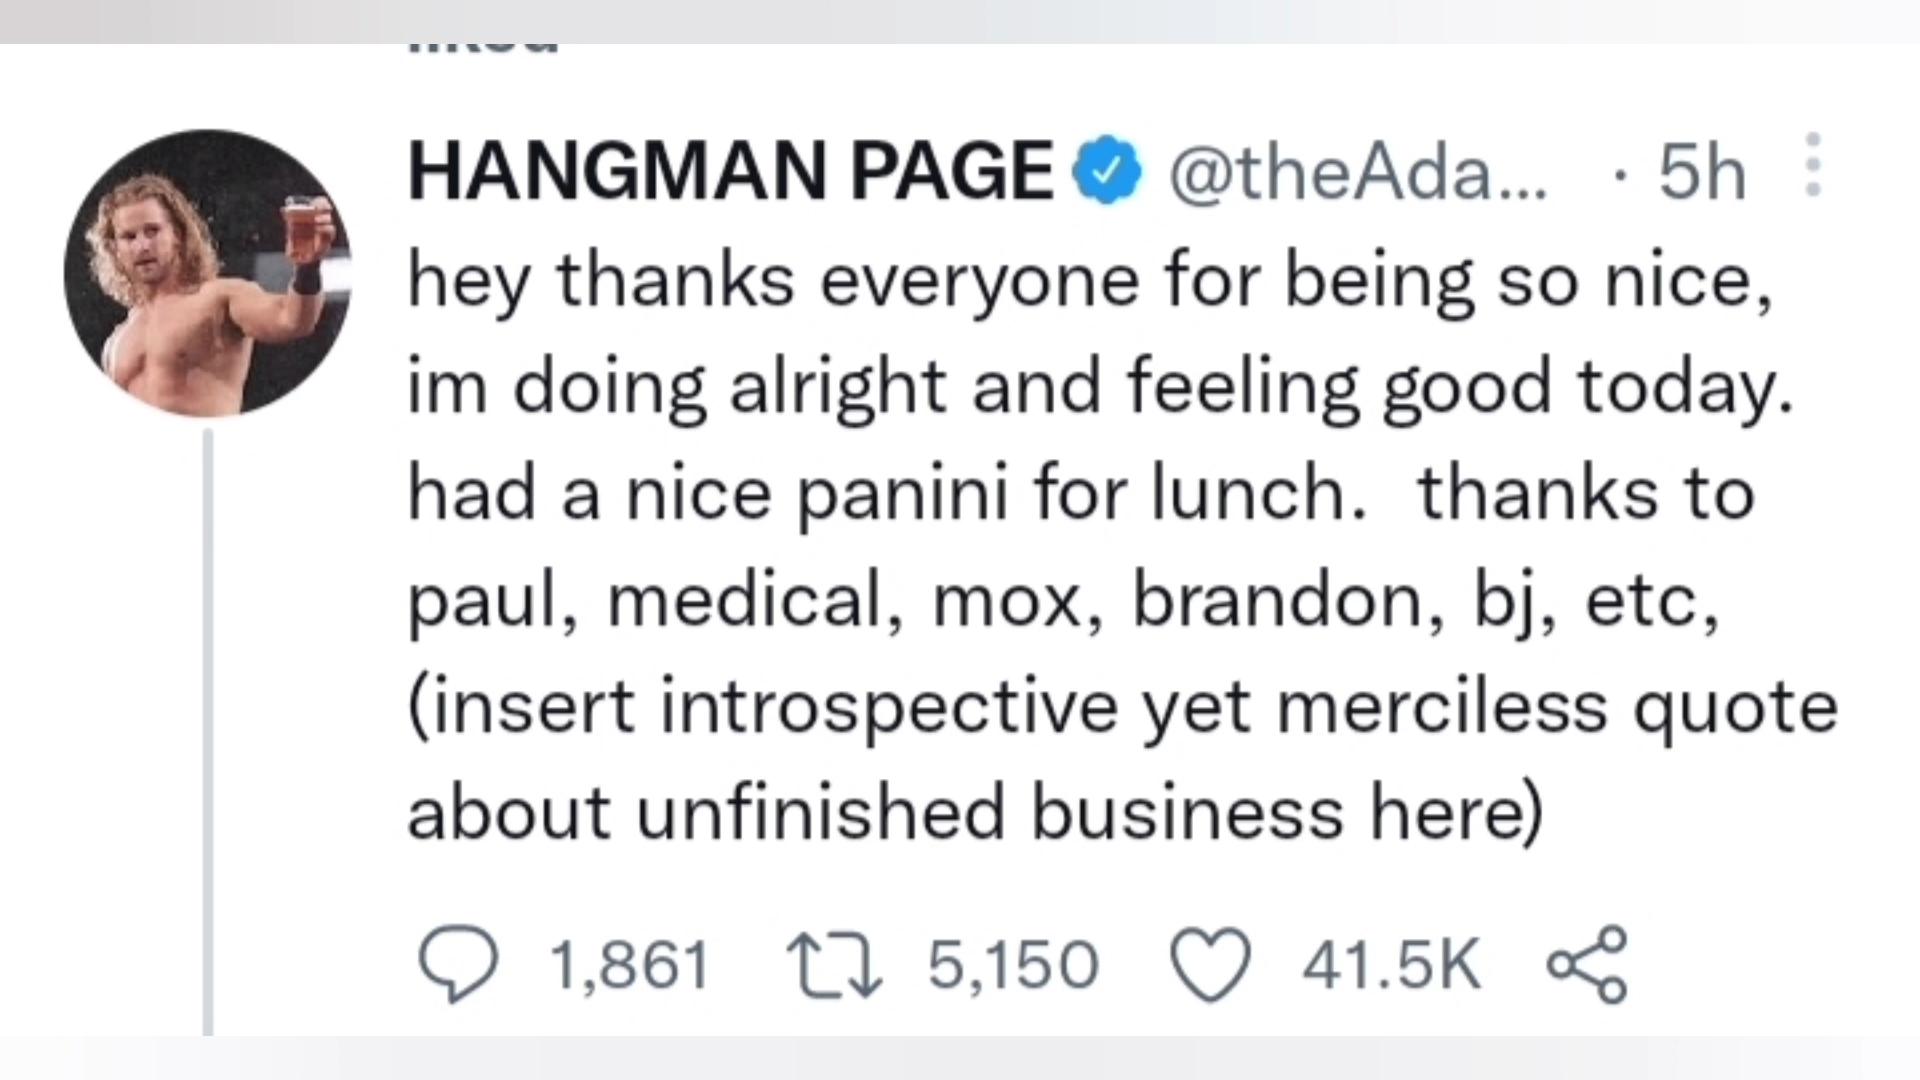 liked
HANGMAN PAGE @theAda... · 5h
hey thanks everyone for being so nice,
im doing alright and feeling good today.
had a nice panini for lunch.  thanks to
paul, medical, mox, brandon, bj, etc,
(insert introspective yet merciless quote
about unfinished business here)
1,861 5,150 41.5K